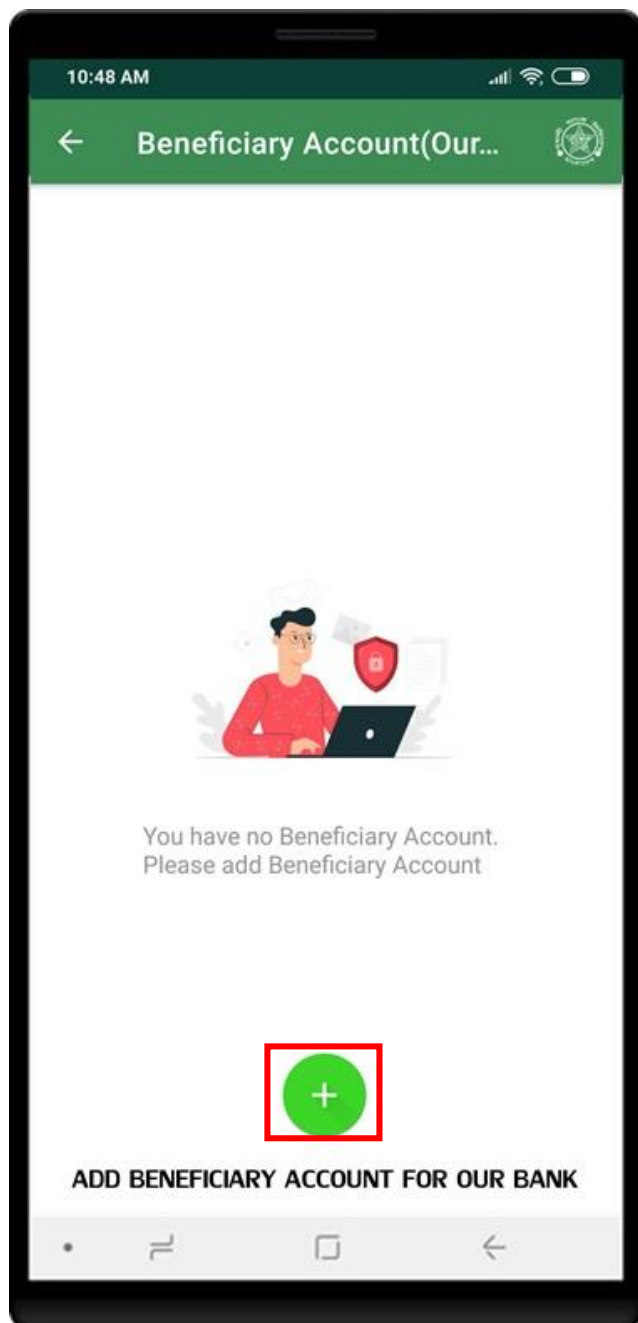 10:48 AM
Beneficiary Account(Our...
You have no Beneficiary Account.
Please add Beneficiary Account
ADD BENEFICIARY ACCOUNT FOR OUR BANK